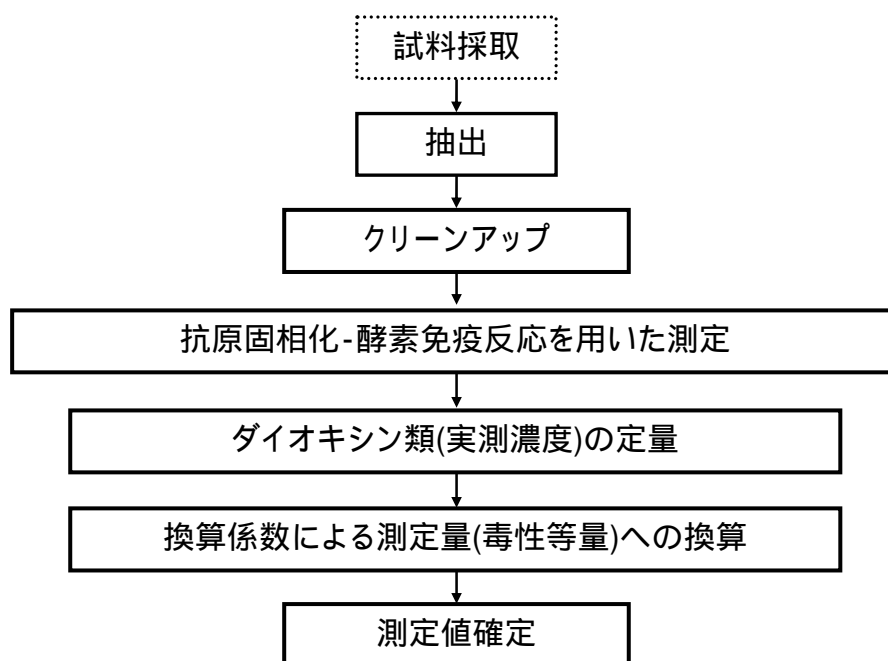 試料採取
抽出
クリーンアップ
抗原固相化-酵素免疫反応を用いた測定
ダイオキシン類(実測濃度)の定量
換算係数による測定量(毒性等量)への換算
測定値確定